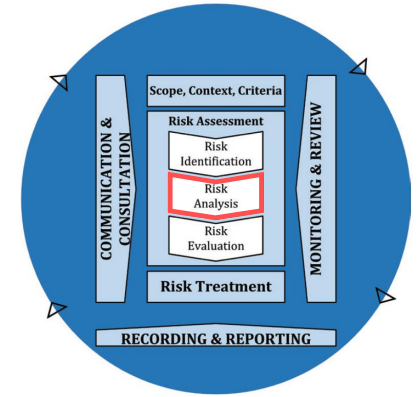 Scope, Context, Criteria
Risk Assessment
Risk
Identification
Risk
Analysis
Risk
Evaluation
Risk Treatment
COMMUNICATION &
CONSULTATION
MONITORING & REVIEW
RECORDING & REPORTING